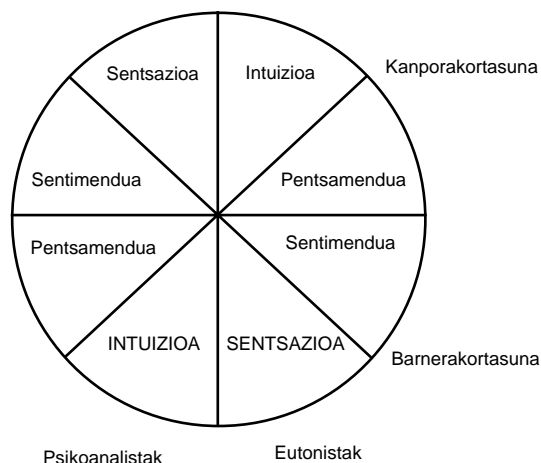 Sentsazioa
Intuizioa
Kanporakortasuna
Sentimendua
Pentsamendua
Pentsamendua
Sentimendua
INTUIZIOA
SENTSAZIOA
Barnerakortasuna
Psikoanalistak
Eutonistak